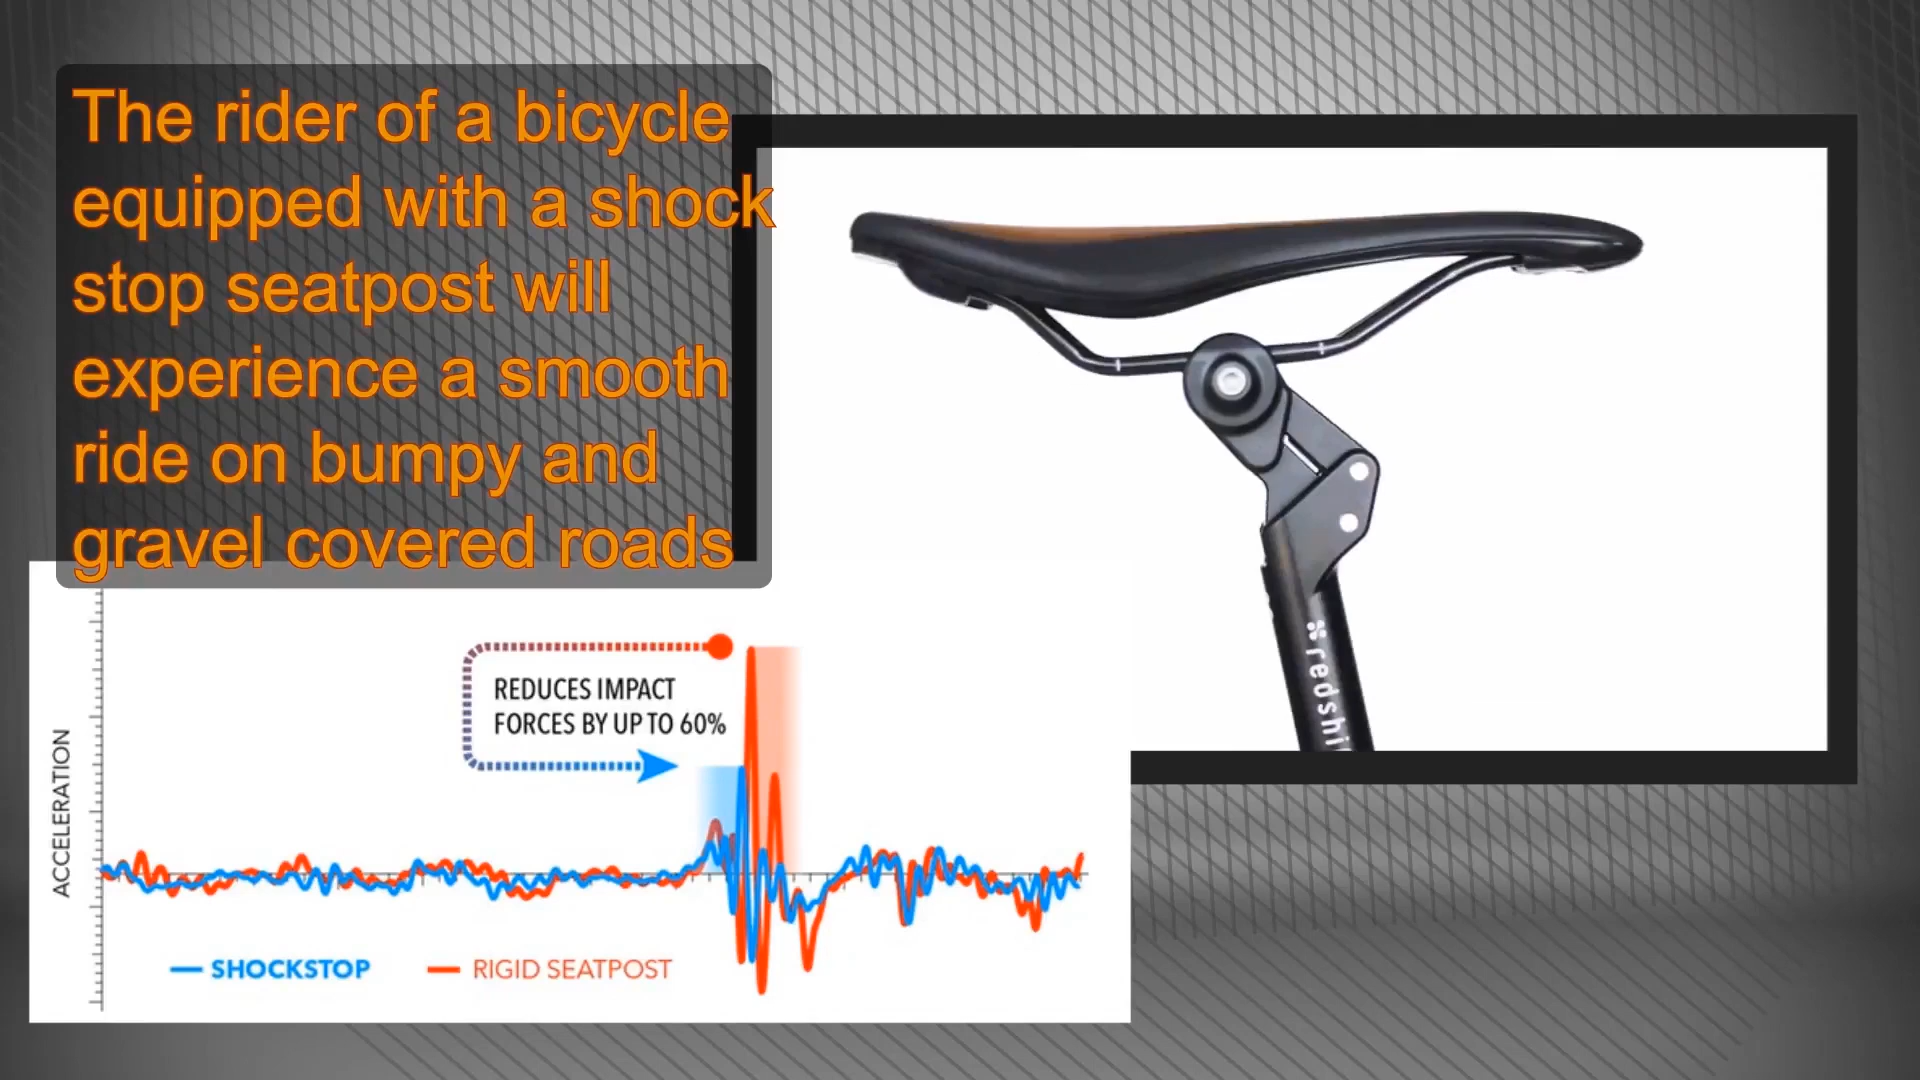 The rider of a bicycle
equipped with a shock
stop seatpost will
experience a smooth
ride on bumpy and
gravel covered roads
REDUCES IMPACT
FORCES BY UP TO 60%
ACCELERATION
SHOCKSTOP
RIGID SEATPOST
redshi